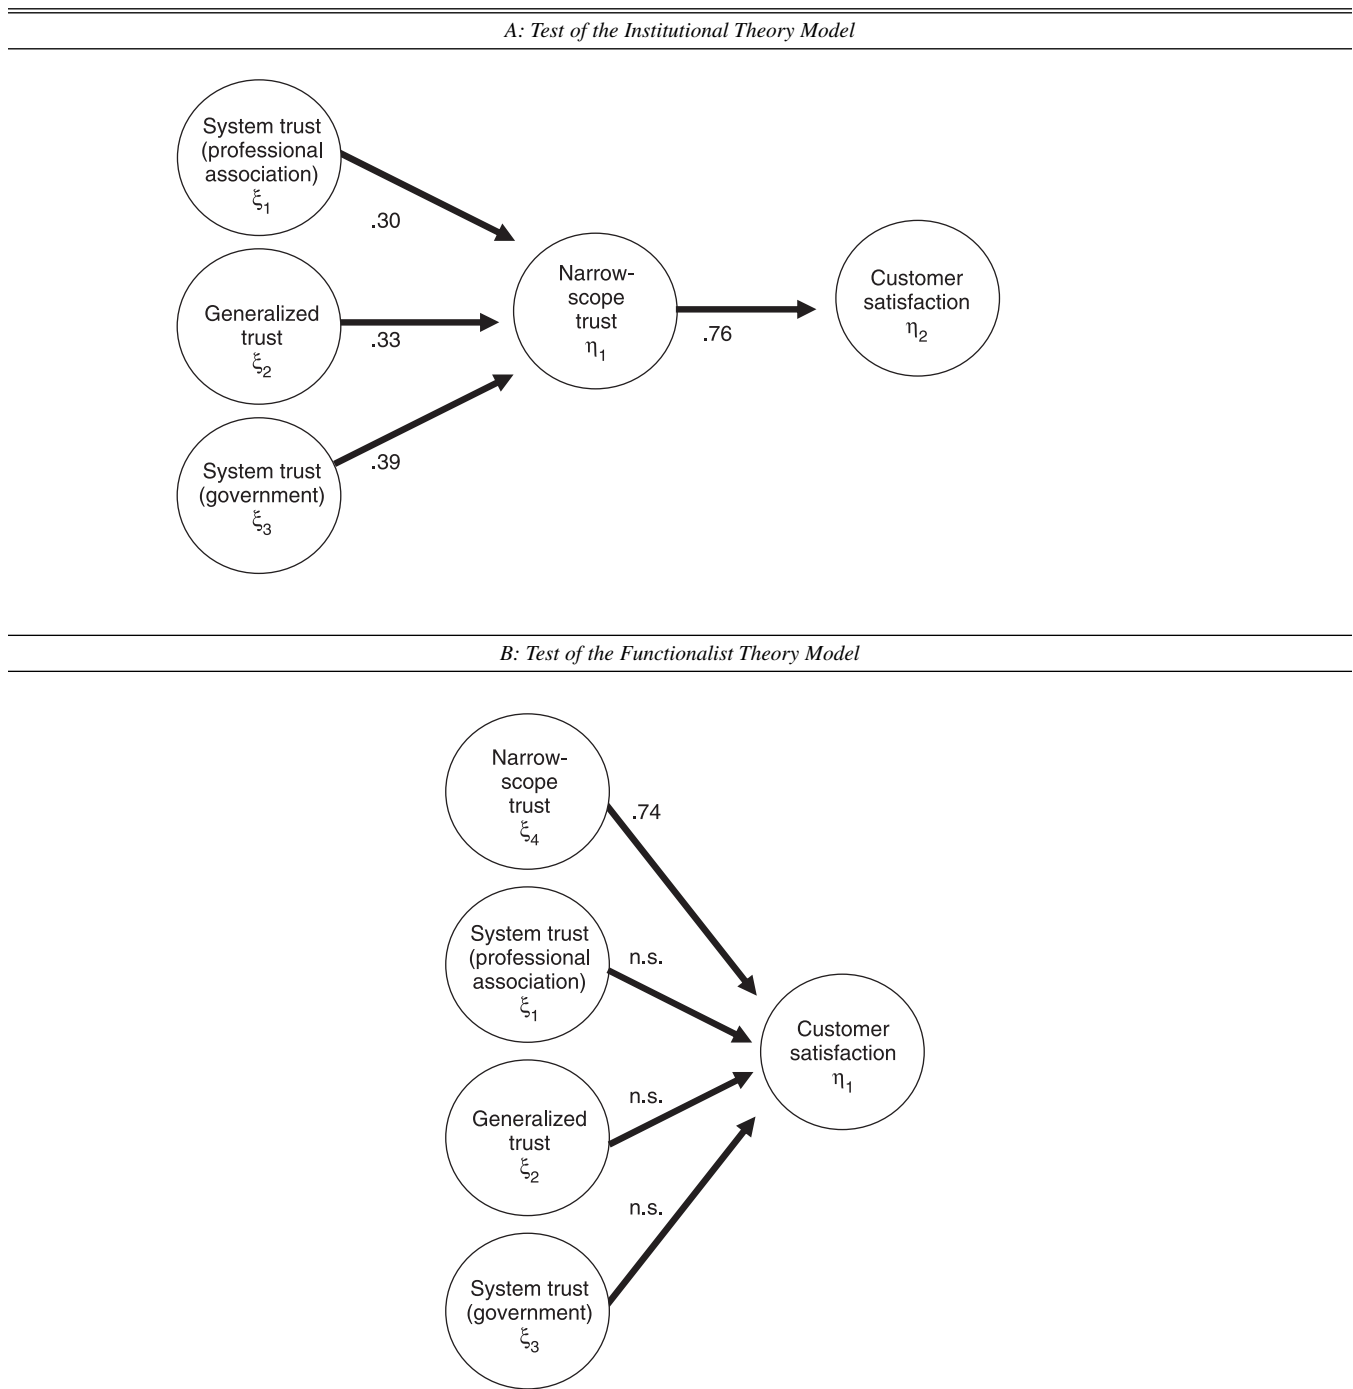 A: Test of the Institutional Theory Model
System trust
(professional
association)
ξ1
.30
Generalized
trust
ξ2
.33
System trust
(government)
ξ3
.39
Narrow-
scope
trust
η1
.76
Customer
satisfaction
η2
B: Test of the Functionalist Theory Model
Narrow-
scope
trust
ξ4
.74
System trust
(professional
association)
ξ1
n.s.
Generalized
trust
ξ2
n.s.
System trust
(government)
ξ3
n.s.
Customer
satisfaction
η1